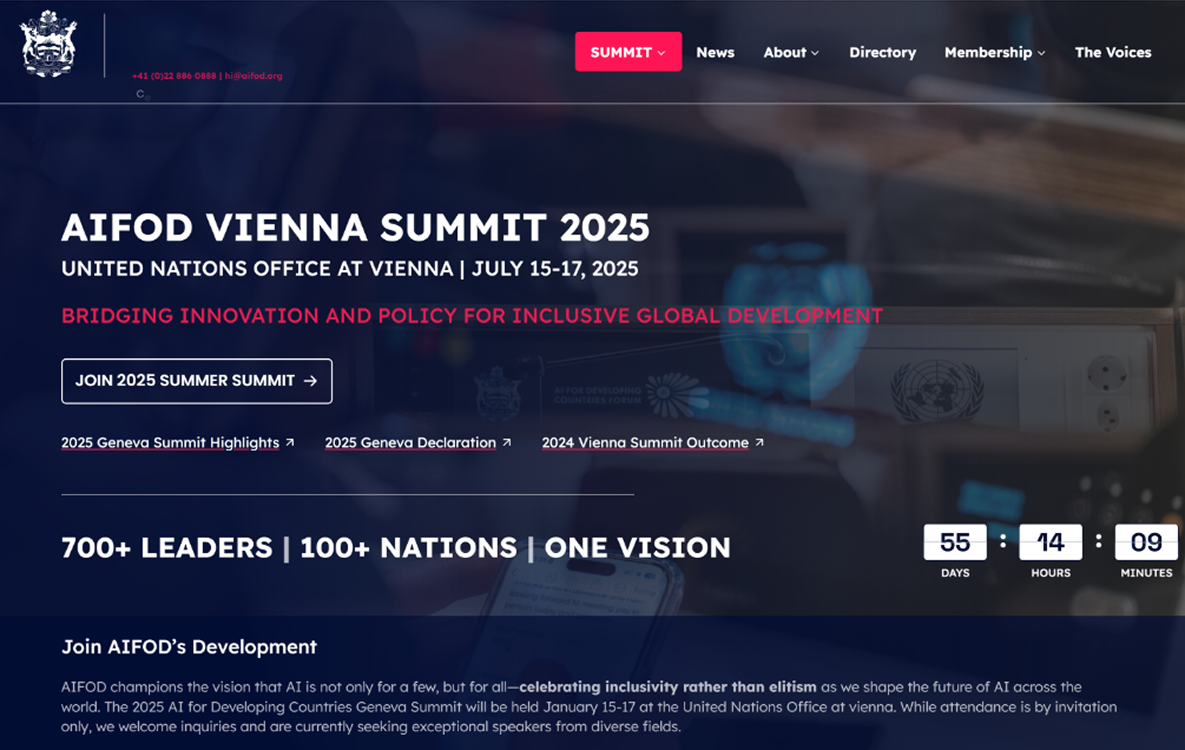 +41 (0)22 886 0888 | hi@aifod.org
SUMMIT News About Directory Membership The Voices
AIFOD VIENNA SUMMIT 2025
UNITED NATIONS OFFICE AT VIENNA | JULY 15-17, 2025
BRIDGING INNOVATION AND POLICY FOR INCLUSIVE GLOBAL DEVELOPMENT
JOIN 2025 SUMMER SUMMIT →
AI FOR DEVELOPING
COUNTRIES FORUM
2025 Geneva Summit Highlights ↗ 2025 Geneva Declaration ↗ 2024 Vienna Summit Outcome ↗
700+ LEADERS | 100+ NATIONS | ONE VISION
55 : 14 : 09
DAYS HOURS MINUTES
Join AIFOD’s Development
AIFOD champions the vision that AI is not only for a few, but for all—celebrating inclusivity rather than elitism as we shape the future of AI across the
world. The 2025 AI for Developing Countries Geneva Summit will be held January 15-17 at the United Nations Office at vienna. While attendance is by invitation
only, we welcome inquiries and are currently seeking exceptional speakers from diverse fields.